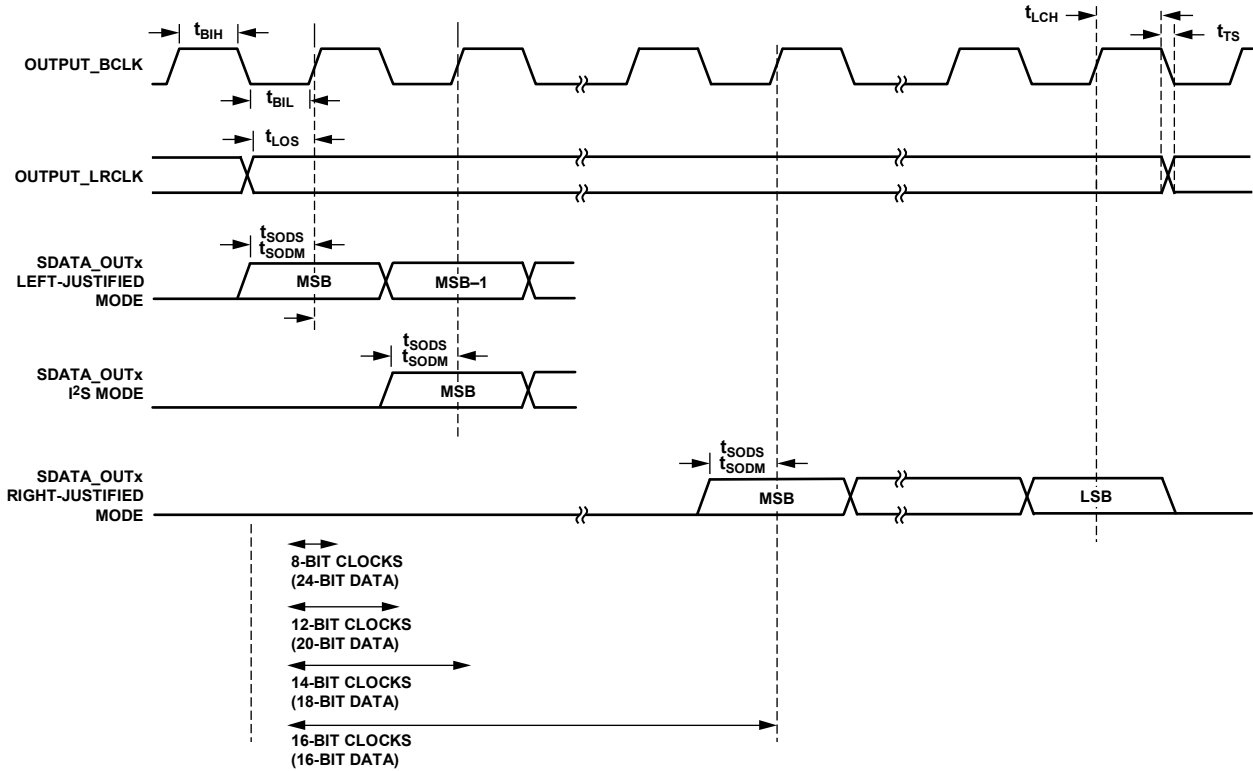 tBIH
tLCH
tTS
OUTPUT_BCLK
tBIL
tLOS
OUTPUT_LRCLK
tSODS
tSODM
SDATA_OUTx
LEFT-JUSTIFIED
MODE
MSB
MSB–1
tSODS
tSODM
SDATA_OUTx
I²S MODE
MSB
tSODS
tSODM
SDATA_OUTx
RIGHT-JUSTIFIED
MODE
MSB
LSB
8-BIT CLOCKS
(24-BIT DATA)
12-BIT CLOCKS
(20-BIT DATA)
14-BIT CLOCKS
(18-BIT DATA)
16-BIT CLOCKS
(16-BIT DATA)